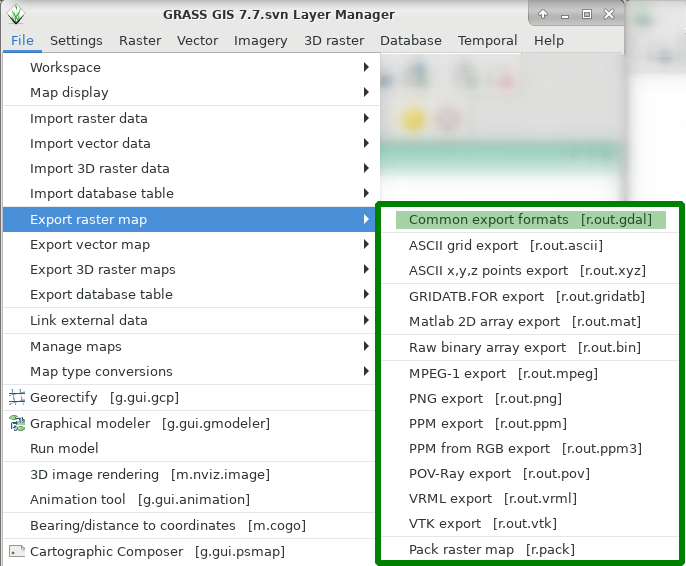 GRASS GIS 7.7.svn Layer Manager
File Settings Raster Vector Imagery 3D raster Database Temporal Help
Workspace
Map display
Import raster data
Import vector data
Import 3D raster data
Import database table
Export raster map
Export vector map
Export 3D raster maps
Export database table
Link external data
Manage maps
Map type conversions
Georectify [g.gui.gcp]
Graphical modeler [g.gui.gmodeler]
Run model
3D image rendering [m.nviz.image]
Animation tool [g.gui.animation]
Bearing/distance to coordinates [m.cogo]
Cartographic Composer [g.gui.psmap]
Common export formats [r.out.gdal]
ASCII grid export [r.out.ascii]
ASCII x,y,z points export [r.out.xyz]
GRIDATB.FOR export [r.out.gridatb]
Matlab 2D array export [r.out.mat]
Raw binary array export [r.out.bin]
MPEG-1 export [r.out.mpeg]
PNG export [r.out.png]
PPM export [r.out.ppm]
PPM from RGB export [r.out.ppm3]
POV-Ray export [r.out.pov]
VRML export [r.out.vrml]
VTK export [r.out.vtk]
Pack raster map [r.pack]